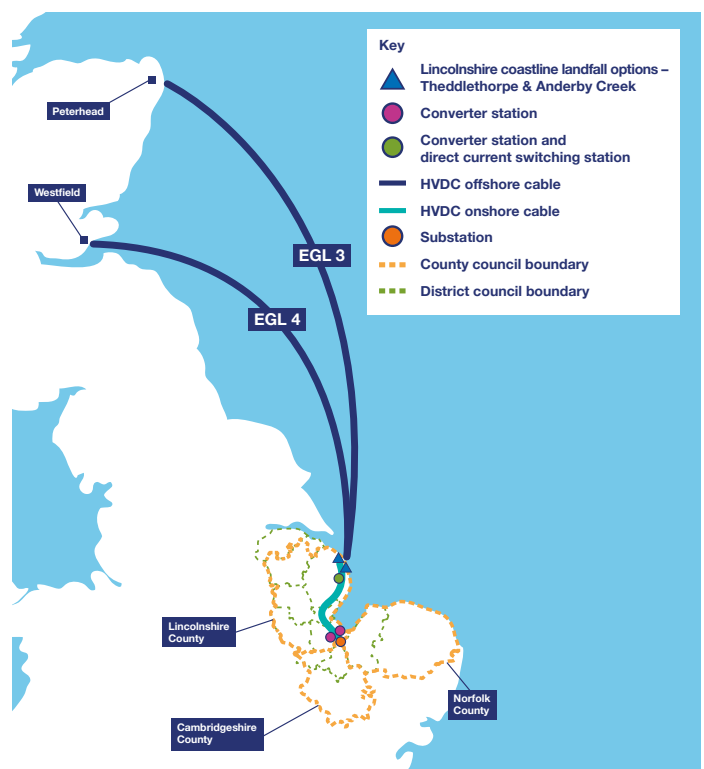 Key
Lincolnshire coastline landfall options –
Theddlethorpe & Anderby Creek
Converter station
Converter station and
direct current switching station
HVDC offshore cable
HVDC onshore cable
Substation
County council boundary
District council boundary
Peterhead
Westfield
EGL 3
EGL 4
Lincolnshire
County
Norfolk
County
Cambridgeshire
County